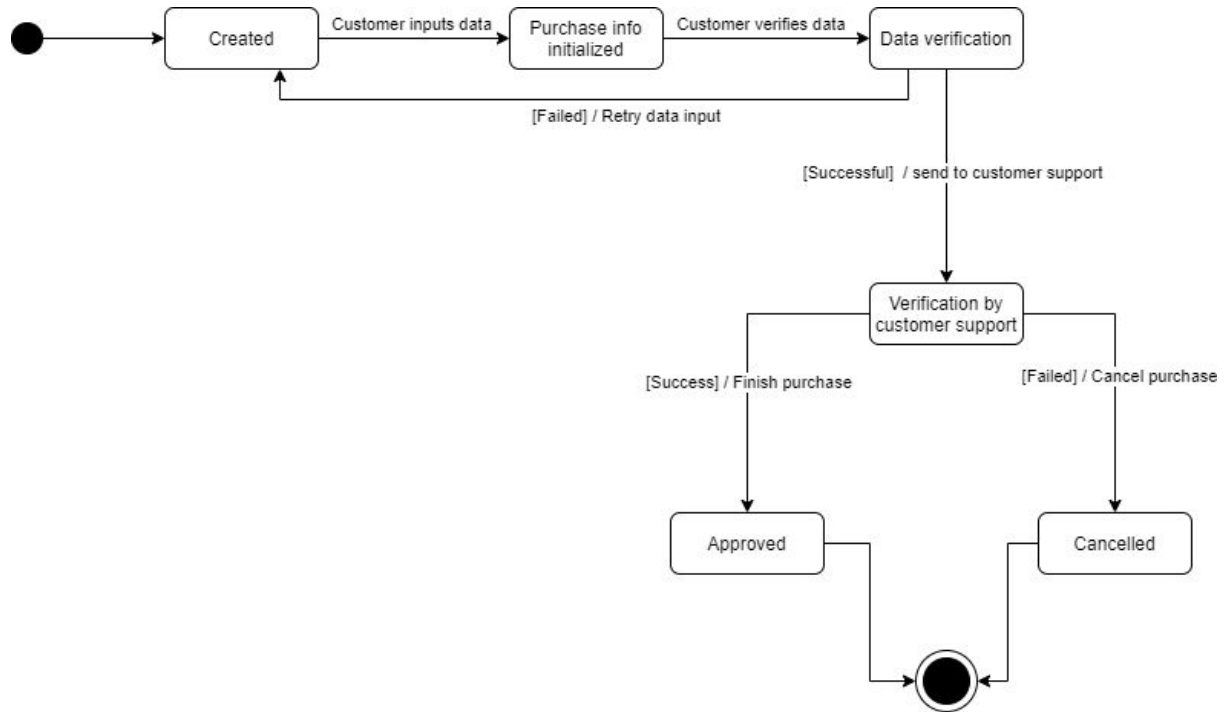 Created
Customer inputs data
Purchase info
initialized
Customer verifies data
Data verification
[Failed] / Retry data input
[Successful]  / send to customer support
Verification by
customer support
[Success] / Finish purchase
[Failed] / Cancel purchase
Approved
Cancelled